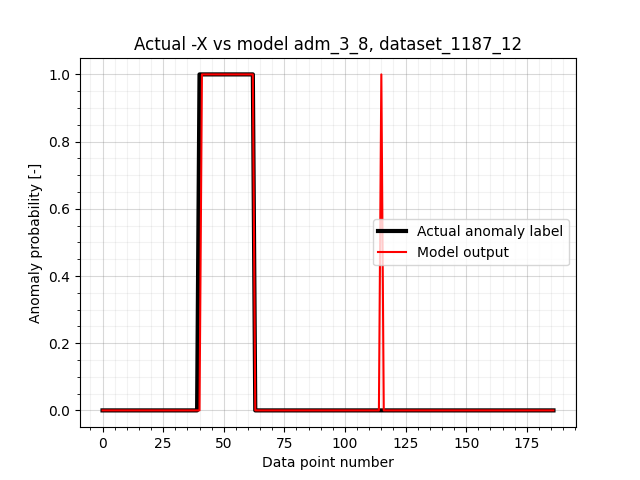 Actual -X vs model adm_3_8, dataset_1187_12
1.0
0.8
0.6
0.4
0.2
0.0
Anomaly probability [-]
Actual anomaly label
Model output
0 25 50 75 100 125 150 175
Data point number